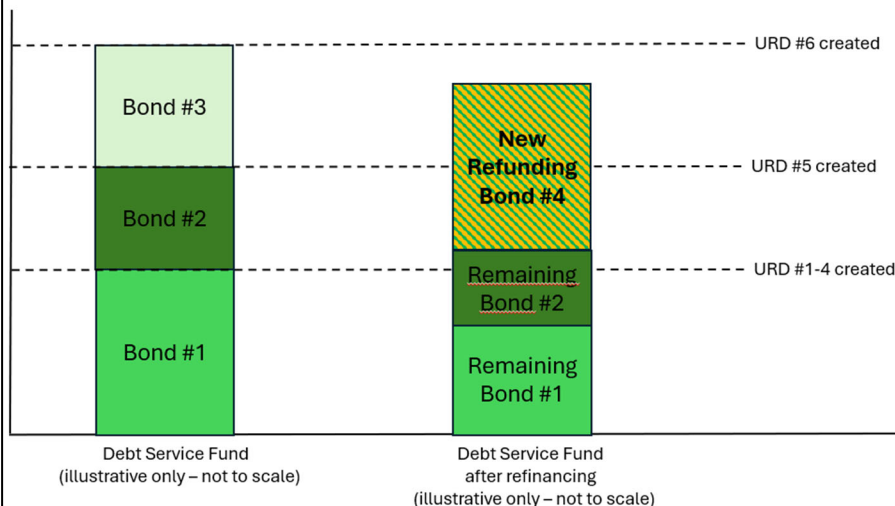 URD #6 created
Bond #3
New
Refunding
Bond #4
URD #5 created
Bond #2
URD #1-4 created
Remaining
Bond #2
Bond #1
Remaining
Bond #1
Debt Service Fund
(illustrative only – not to scale)
Debt Service Fund
after refinancing
(illustrative only – not to scale)